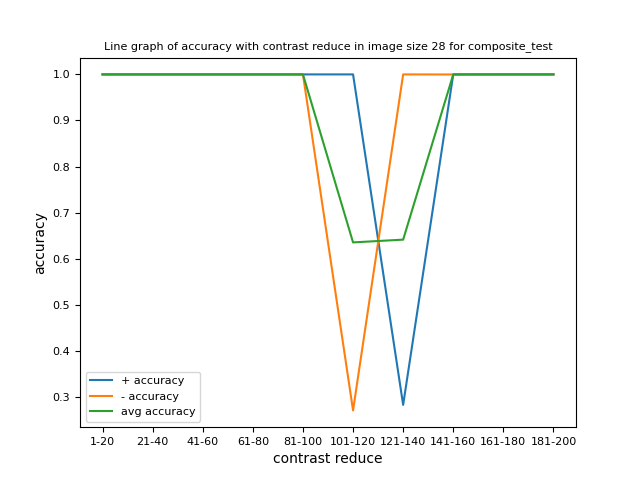 Line graph of accuracy with contrast reduce in image size 28 for composite_test
1.0
0.9
0.8
0.7
0.6
0.5
0.4
0.3
accuracy
+ accuracy
- accuracy
avg accuracy
1-20 21-40 41-60 61-80 81-100 101-120 121-140 141-160 161-180 181-200
contrast reduce